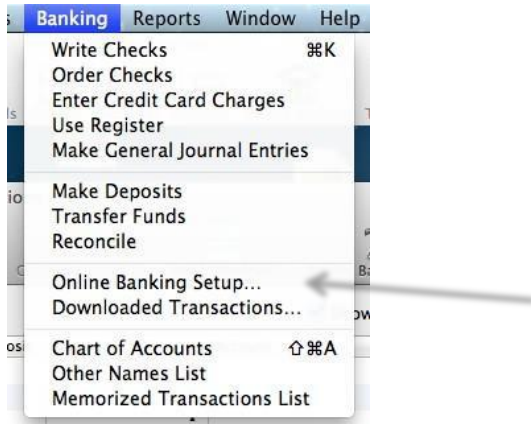 Banking Reports Window Help
Write Checks ⌘K
Order Checks
Enter Credit Card Charges
Use Register
Make General Journal Entries
Make Deposits
Transfer Funds
Reconcile
Online Banking Setup...
Downloaded Transactions...
Chart of Accounts ⇧⌘A
Other Names List
Memorized Transactions List